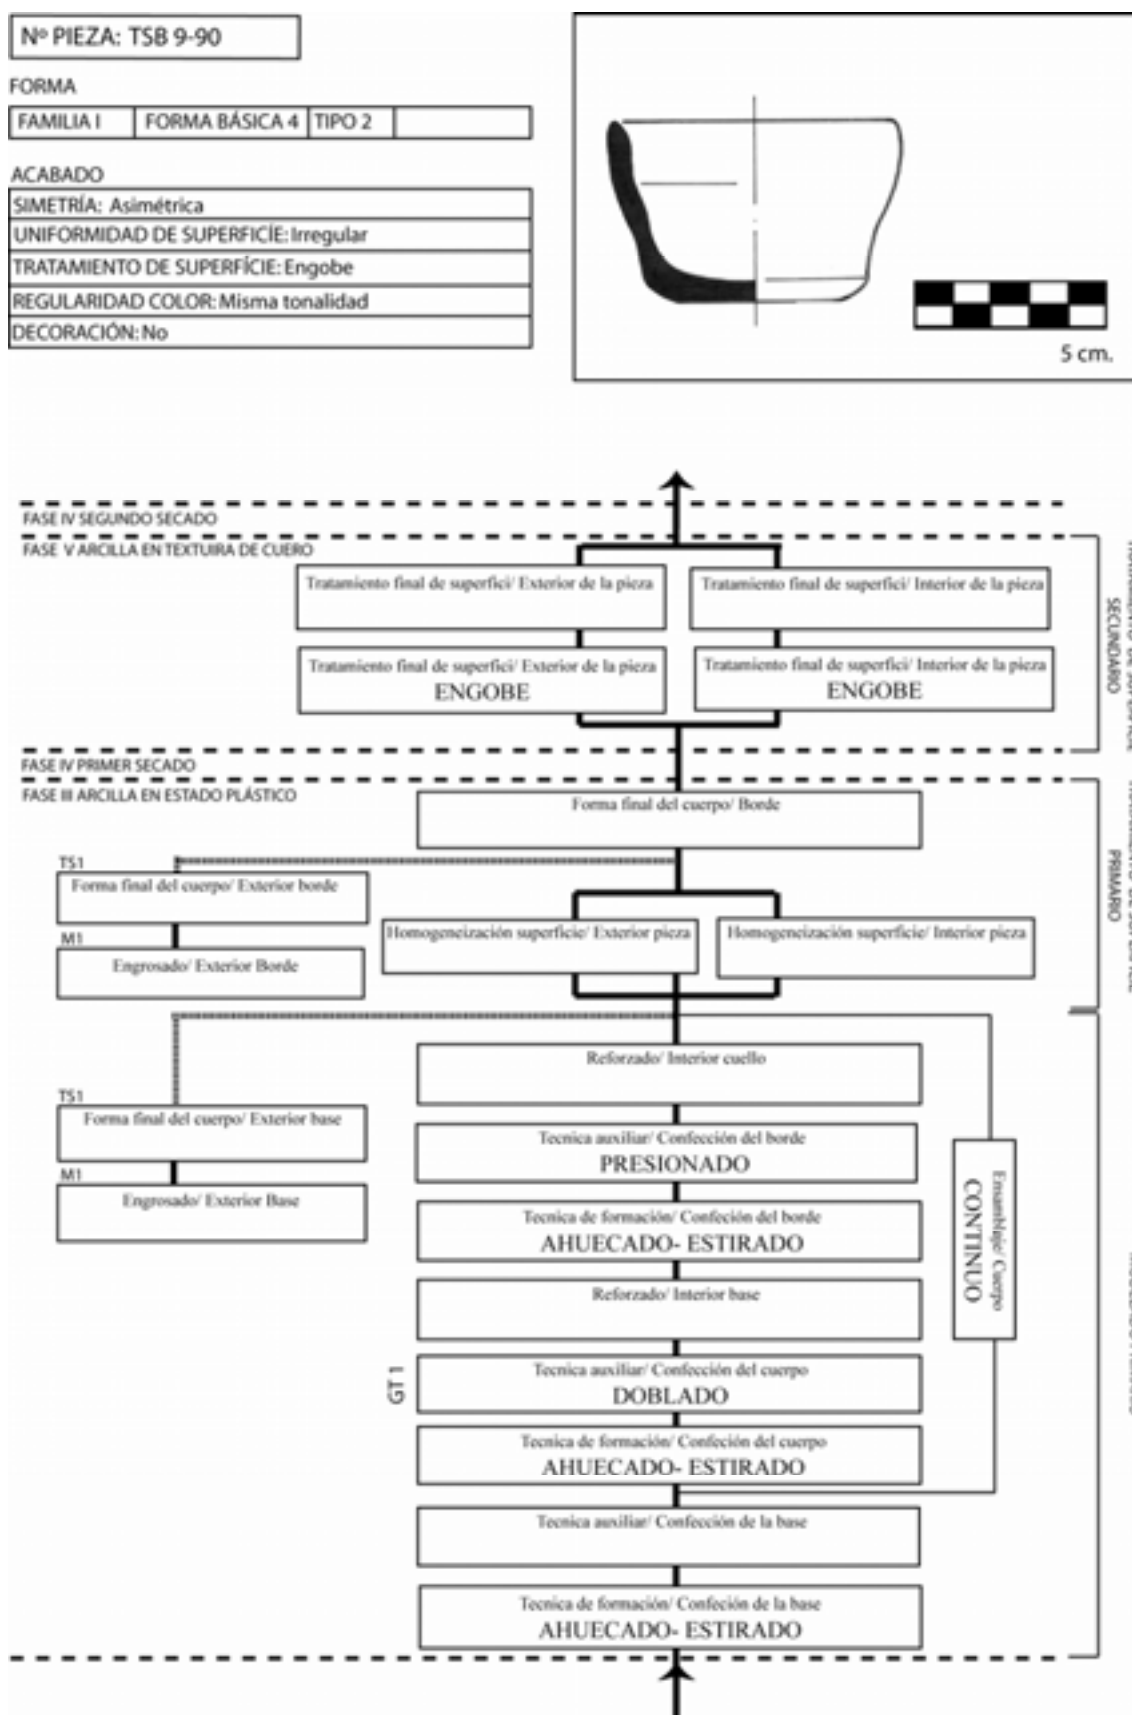 Nº PIEZA: TSB 9-90
FORMA
FAMILIA I FORMA BÁSICA 4 TIPO 2
ACABADO
SIMETRÍA: Asimétrica
UNIFORMIDAD DE SUPERFICÍE: Irregular
TRATAMIENTO DE SUPERFÍCIE: Engobe
REGULARIDAD COLOR: Misma tonalidad
DECORACIÓN: No
5 cm.
FASE IV SEGUNDO SECADO
FASE V ARCILLA EN TEXTUIRA DE CUERO
Tratamiento final de superfici/ Exterior de la pieza
Tratamiento final de superfici/ Interior de la pieza
Tratamiento final de superfici/ Exterior de la pieza
ENGOBE
Tratamiento final de superfici/ Interior de la pieza
ENGOBE
SECUNDARIO
FASE IV PRIMER SECADO
FASE III ARCILLA EN ESTADO PLÁSTICO
Forma final del cuerpo/ Borde
TS1
Forma final del cuerpo/ Exterior borde
M1
Engrosado/ Exterior Borde
Homogeneización superficie/ Exterior pieza
Homogeneización superficie/ Interior pieza
PRIMARIO
Reforzado/ Interior cuello
TS1
Forma final del cuerpo/ Exterior base
M1
Engrosado/ Exterior Base
Tecnica auxiliar/ Confección del borde
PRESIONADO
Tecnica de formación/ Confeción del borde
AHUECADO- ESTIRADO
Ensamblaje/ Cuerpo
CONTINUO
Reforzado/ Interior base
GT 1
Tecnica auxiliar/ Confección del cuerpo
DOBLADO
Tecnica de formación/ Confeción del cuerpo
AHUECADO- ESTIRADO
Tecnica auxiliar/ Confección de la base
Tecnica de formación/ Confeción de la base
AHUECADO- ESTIRADO